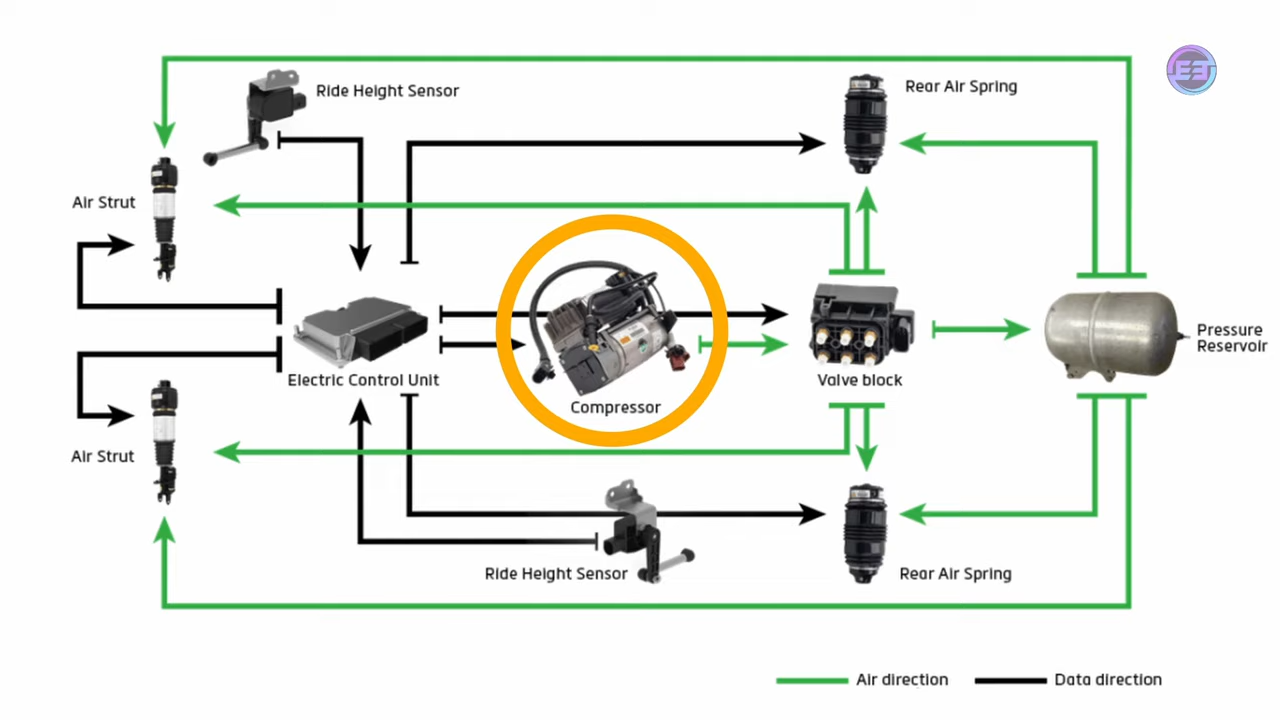 Ride Height Sensor
Rear Air Spring
Air Strut
Electric Control Unit
Compressor
Valve block
Pressure
Reservoir
Air Strut
Ride Height Sensor
Rear Air Spring
Air direction
Data direction